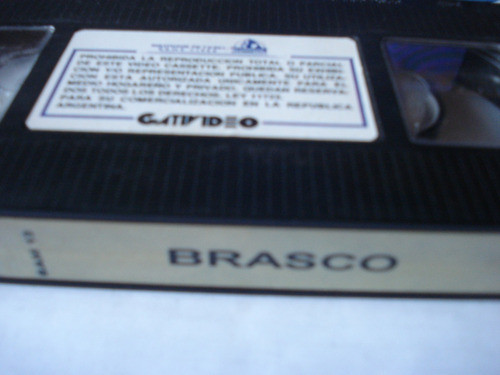 PROHIBIDA LA REPRODUCCION TOTAL O PARCIAL
DE ESTE VIDEO CASSETTE. PROHIBIDA SU EXHIBI-
CION Y/O REPRESENTACION PUBLICA. SU UTILIZA-
CION ESTA AUTORIZADA UNICAMENTE PARA EL
MEDIO HOGAREÑO Y PRIVADO. QUEDAN RESERVA-
DOS TODOS LOS DERECHOS. LEY 11723.
PARA SU COMERCIALIZACION EN LA REPUBLICA
ARGENTINA.
GATIVIDEO
BRASCO